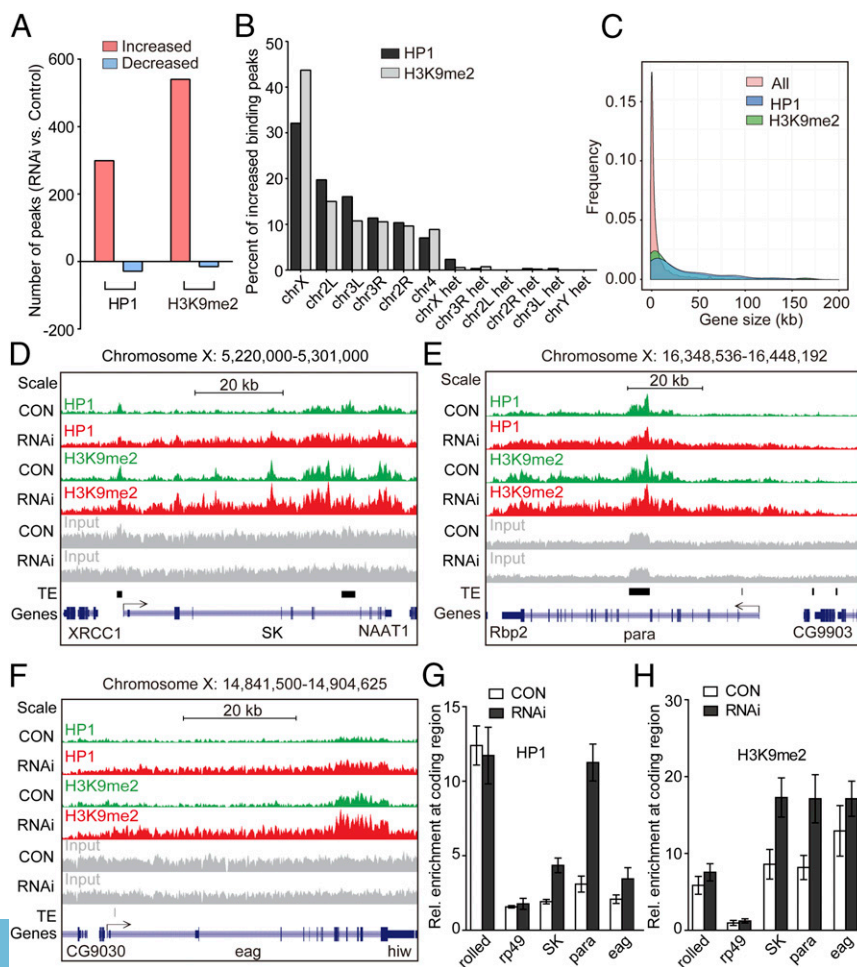 A
Increased
Decreased
Number of peaks (RNAi vs. Control)
600
400
200
0
-200
HP1
H3K9me2
B
HP1
H3K9me2
Percent of increased binding peaks
50
40
30
20
10
0
chrX
chr2L
chr3L
chr3R
chr2R
chr4
chrX het
chr3R het
chr2L het
chr2R het
chr3L het
chrY het
C
All
HP1
H3K9me2
Frequency
0.15
0.10
0.05
0.00
0 50 100 150 200
Gene size (kb)
D
Chromosome X: 5,220,000-5,301,000
Scale
20 kb
CON
HP1
RNAi
HP1
CON
H3K9me2
RNAi
H3K9me2
CON
Input
RNAi
Input
TE
Genes
XRCC1 SK NAAT1
E
Chromosome X: 16,348,536-16,448,192
Scale
20 kb
CON
HP1
RNAi
HP1
CON
H3K9me2
RNAi
H3K9me2
CON
Input
RNAi
Input
TE
Genes
Rbp2 para CG9903
F
Chromosome X: 14,841,500-14,904,625
Scale
20 kb
CON
HP1
RNAi
HP1
CON
H3K9me2
RNAi
H3K9me2
CON
Input
RNAi
Input
TE
Genes
CG9030 eag hiw
G
CON
RNAi
HP1
Rel. enrichment at coding region
15
10
5
0
rolled
rp49
SK
para
eag
H
CON
RNAi
H3K9me2
Rel. enrichment at coding region
30
20
10
0
rolled
rp49
SK
para
eag